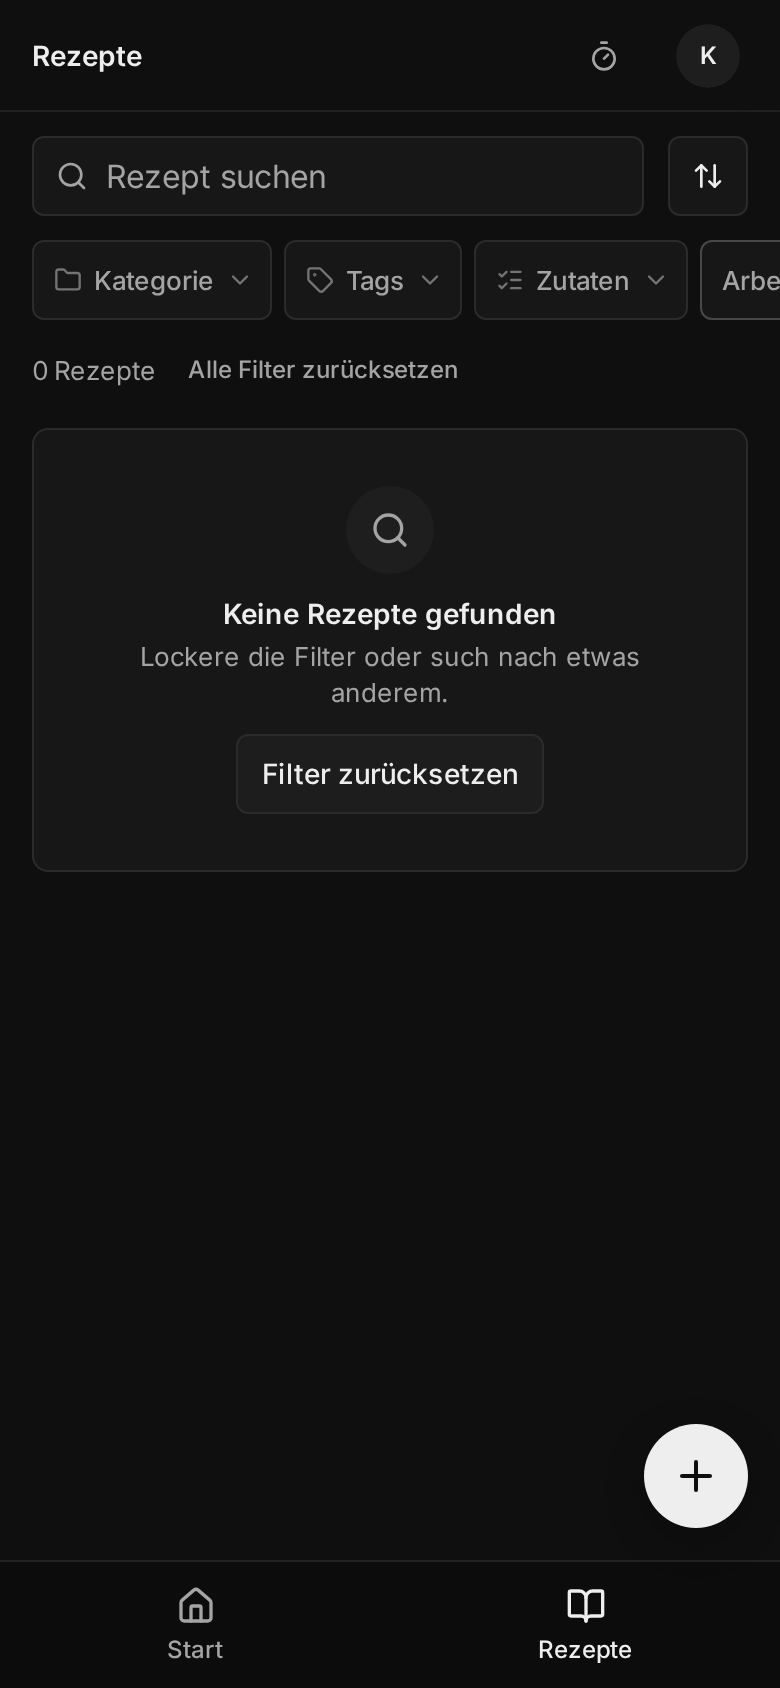 Rezepte
K
Rezept suchen
Kategorie
Tags
Zutaten
Arbe
0 Rezepte
Alle Filter zurücksetzen
Keine Rezepte gefunden
Lockere die Filter oder such nach etwas
anderem.
Filter zurücksetzen
Start
Rezepte